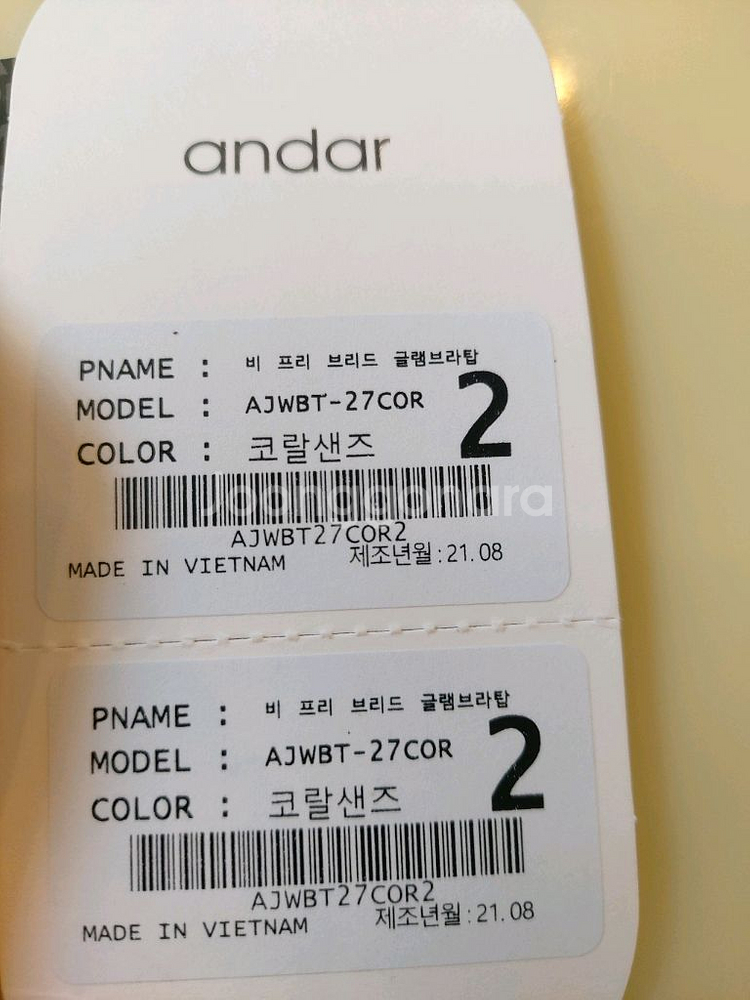 andar
PNAME : 비 프리 브리드 글램브라탑
MODEL : AJWBT-27COR
2
COLOR : 코랄샌즈
Joonggonara
AJWBT27COR2
MADE IN VIETNAM 제조년월:21.08
PNAME : 비 프리 브리드 글램브라탑
MODEL : AJWBT-27COR
2
COLOR : 코랄샌즈
AJWBT27COR2
MADE IN VIETNAM 제조년월:21.08